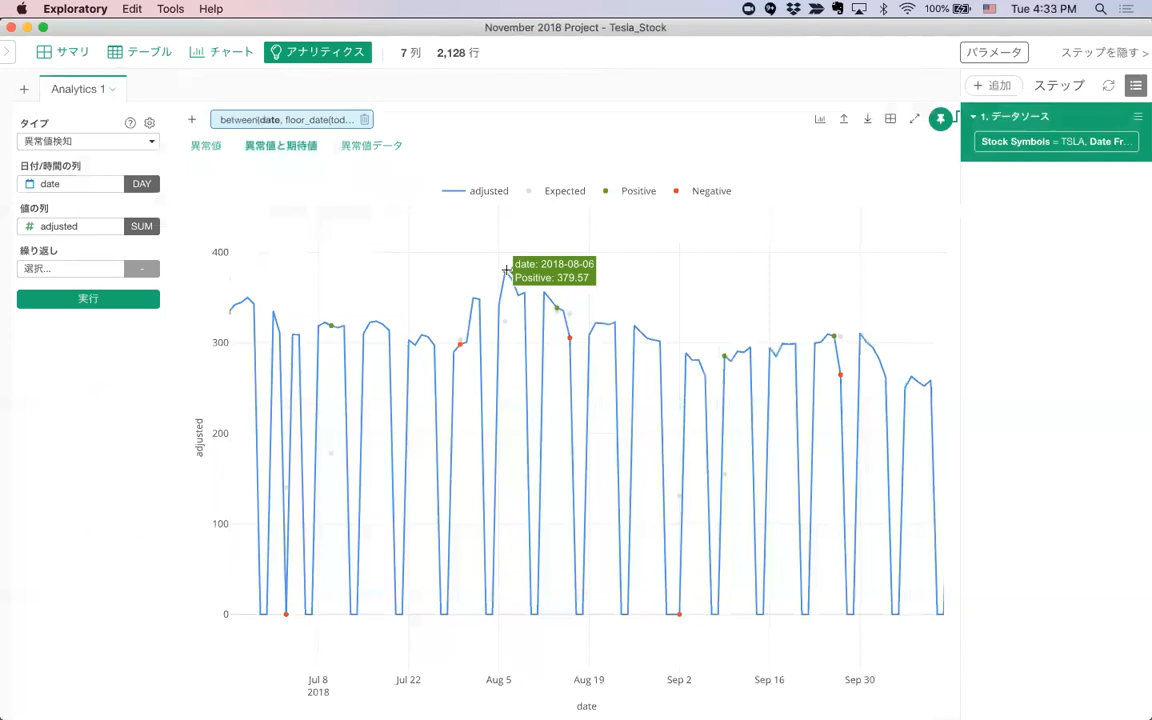 Exploratory Edit Tools Help 100% Tue 4:33 PM
November 2018 Project - Tesla_Stock
サマリ テーブル チャート アナリティクス 7 列 2,128 行 パラメータ ステップを隠す >
+ Analytics 1 + 追加 ステップ
タイプ ?
異常値検知
日付/時間の列
date DAY
値の列
# adjusted SUM
繰り返し
選択... -
実行
+ between(date, floor_date(tod...
異常値 異常値と期待値 異常値データ
1. データソース
Stock Symbols = TSLA, Date Fr...
adjusted Expected Positive Negative
date: 2018-08-06
Positive: 379.57
400
300
200
100
0
adjusted
Jul 8 Jul 22 Aug 5 Aug 19 Sep 2 Sep 16 Sep 30
2018
date